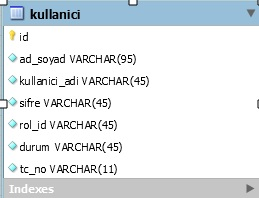 kullanici
id
ad_soyad VARCHAR(95)
kullanici_adi VARCHAR(45)
sifre VARCHAR(45)
rol_id VARCHAR(45)
durum VARCHAR(45)
tc_no VARCHAR(11)
Indexes